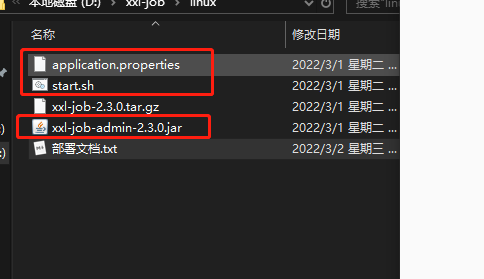 本地磁盘 (D:) > xxl-job > linux
搜索"lin
名称
修改日期
application.properties
2022/3/1 星期二 ...
start.sh
2022/3/1 星期二 ...
xxl-job-2.3.0.tar.gz
2022/3/1 星期二 ...
xxl-job-admin-2.3.0.jar
2022/3/1 星期二 ...
部署文档.txt
2022/3/2 星期三 ...